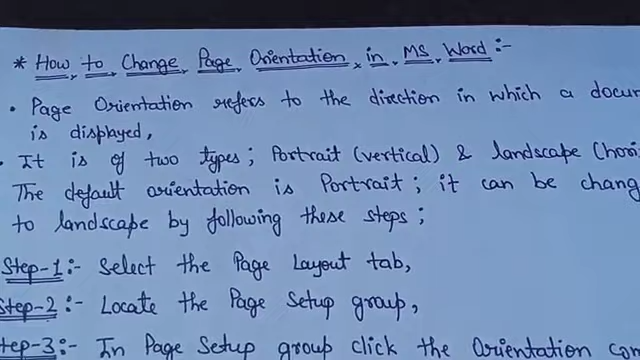 * How to Change Page Orientation in MS Word:-
• Page Orientation refers to the direction in which a docum
is displayed,
• It is of two types; Portrait (vertical) & landscape (hori
The default orientation is Portrait; it can be chang
to landscape by following these steps;
Step-1:- Select the Page Layout tab,
Step-2:- Locate the Page Setup group,
tep-3:- In Page Setup group click the Orientation com